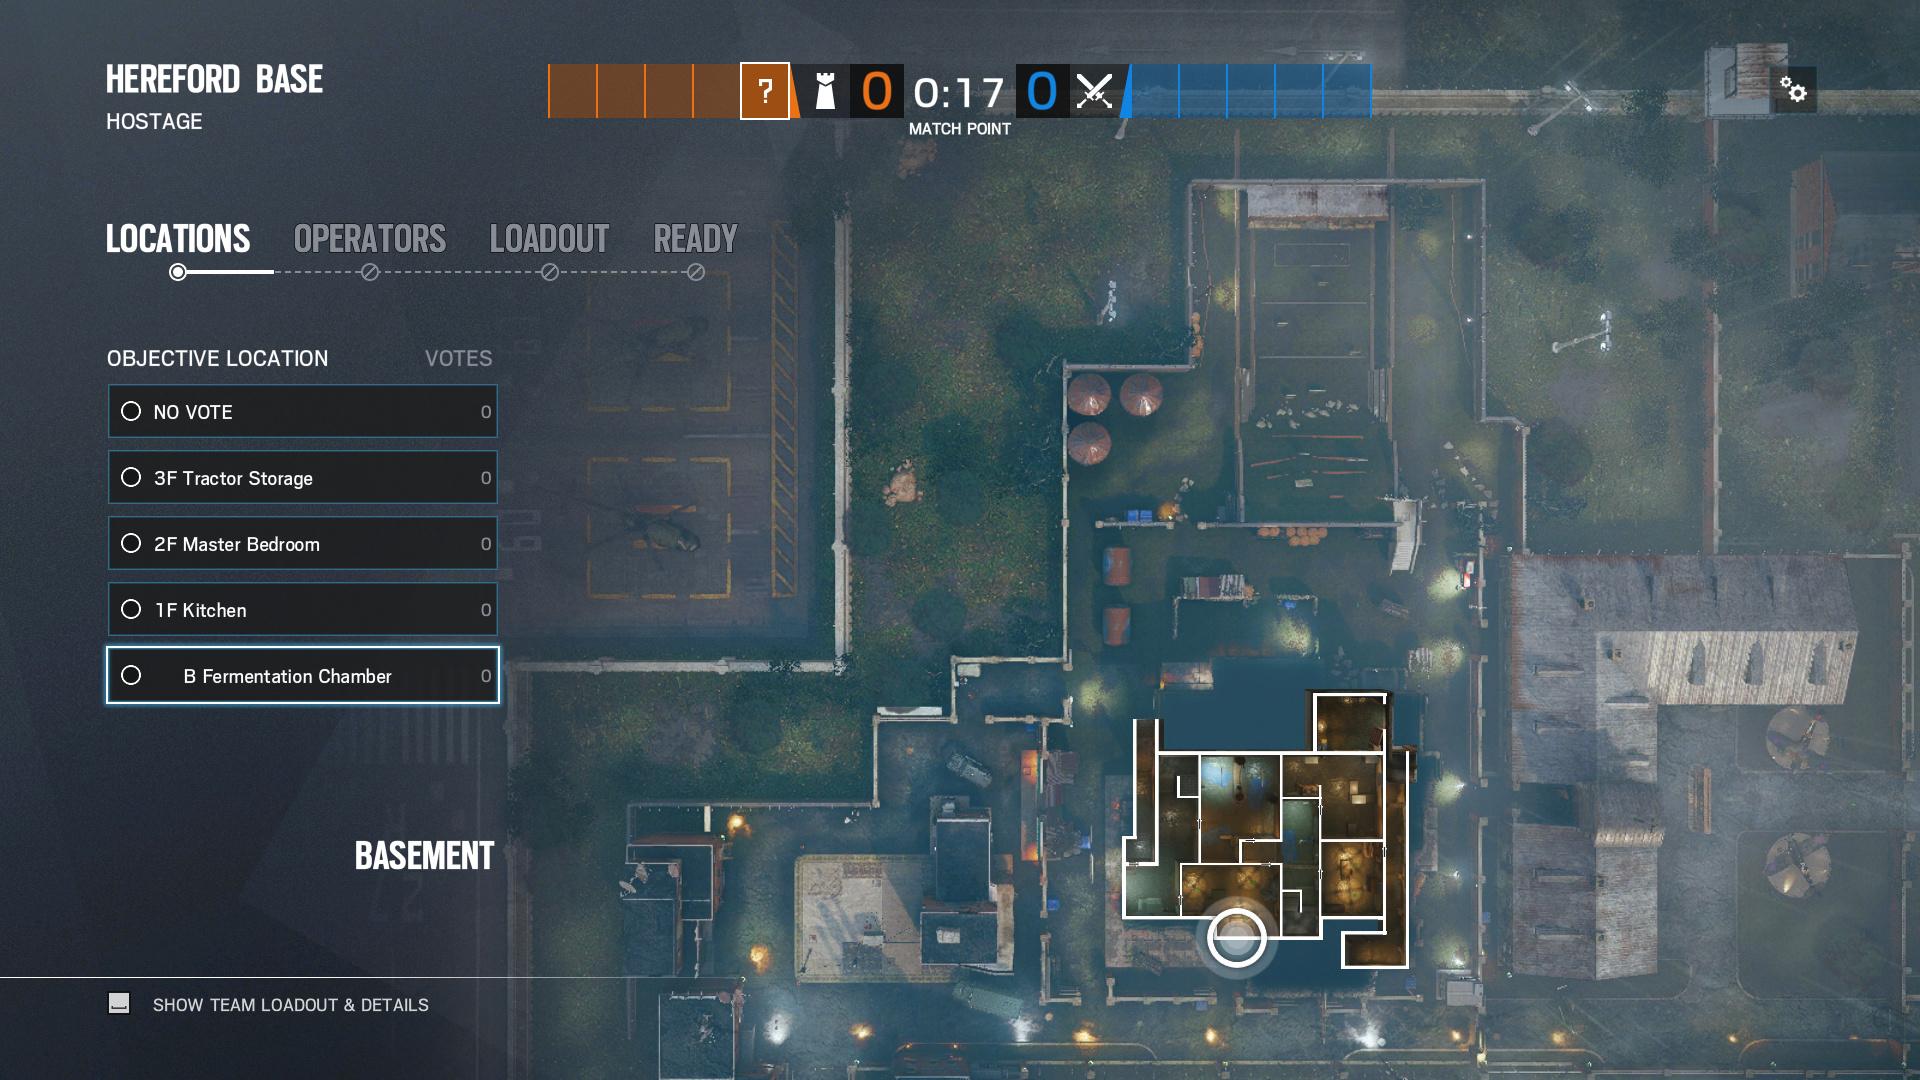 HEREFORD BASE
HOSTAGE
?
0
0:17
0
MATCH POINT
LOCATIONS OPERATORS LOADOUT READY
OBJECTIVE LOCATION VOTES
NO VOTE 0
3F Tractor Storage 0
2F Master Bedroom 0
1F Kitchen 0
B Fermentation Chamber 0
BASEMENT
SHOW TEAM LOADOUT & DETAILS